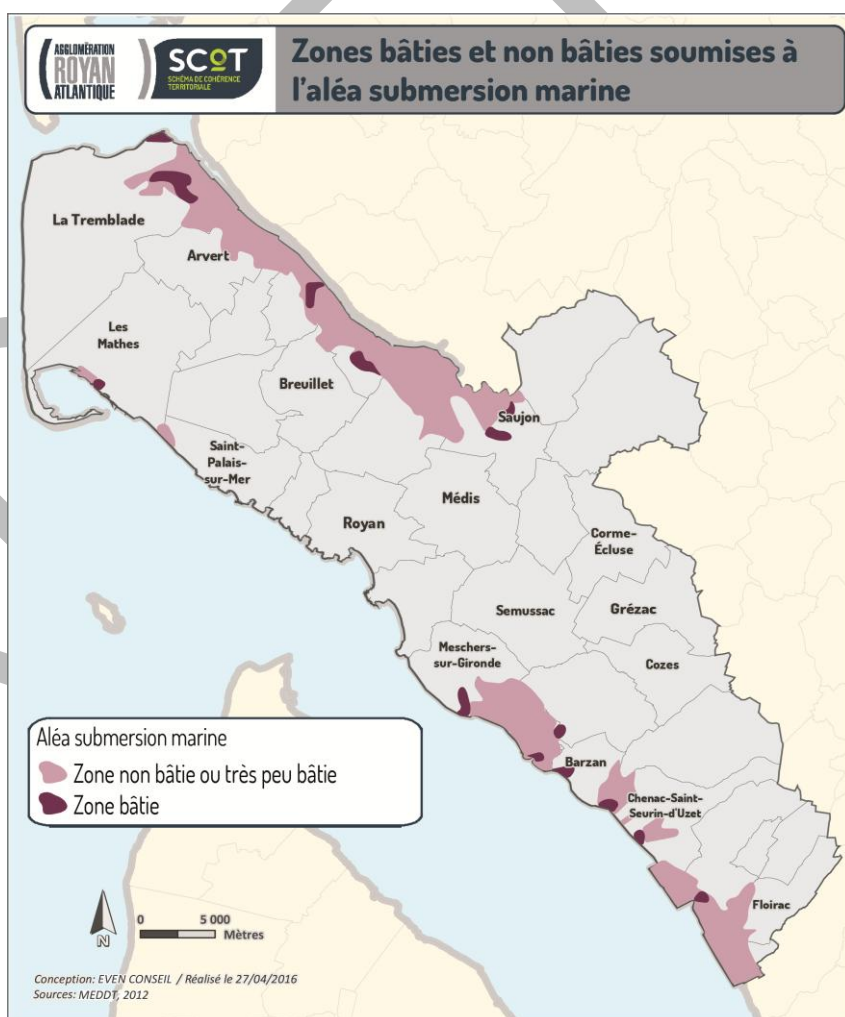 AGGLOMÉRATION
ROYAN
ATLANTIQUE
SCOT
SCHÉMA DE COHÉRENCE
TERRITORIALE
Zones bâties et non bâties soumises à
l'aléa submersion marine
La Tremblade
Arvert
Les
Mathes
Breuillet
Saujon
Saint-
Palais-
sur-Mer
Médis
Royan
Corme-
Écluse
Semussac
Grézac
Meschers-
sur-Gironde
Cozes
Barzan
Chenac-Saint-
Seurin-d'Uzet
Floirac
Aléa submersion marine
Zone non bâtie ou très peu bâtie
Zone bâtie
N
0 5 000
Mètres
Conception: EVEN CONSEIL / Réalisé le 27/04/2016
Sources: MEDDT, 2012